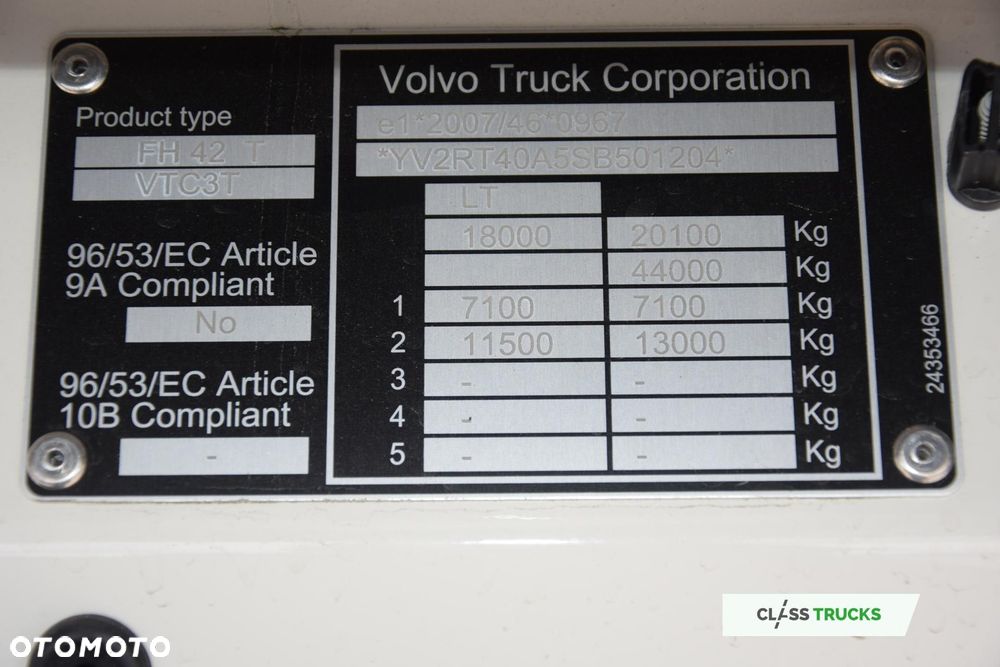 Volvo Truck Corporation
Product type
e1*2007/46*0967
FH 42 T
*YV2RT40A5SB501204*
VTC3T
LT
18000 20100 Kg
96/53/EC Article
9A Compliant
44000 Kg
1 7100 7100 Kg
No
2 11500 13000 Kg
3 - - Kg
96/53/EC Article
10B Compliant
4 - - Kg
-
5 - - Kg
24353466
CLASS TRUCKS
OTOMOTO